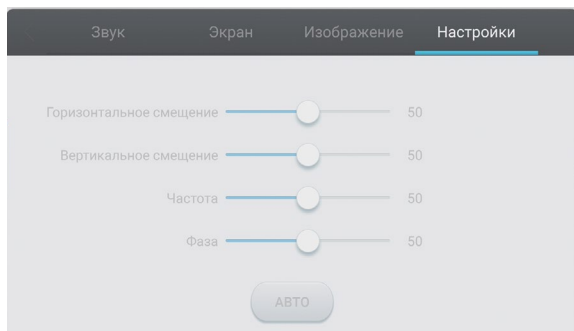 Звук Экран Изображение Настройки
Горизонтальное смещение 50
Вертикальное смещение 50
Частота 50
Фаза 50
АВТО